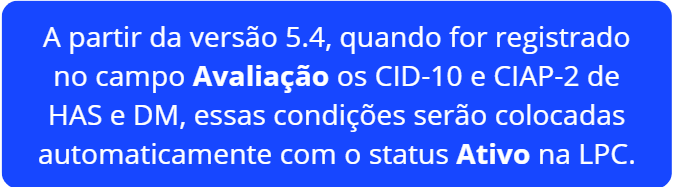 A partir da versão 5.4, quando for registrado
no campo Avaliação os CID-10 e CIAP-2 de
HAS e DM, essas condições serão colocadas
automaticamente com o status Ativo na LPC.